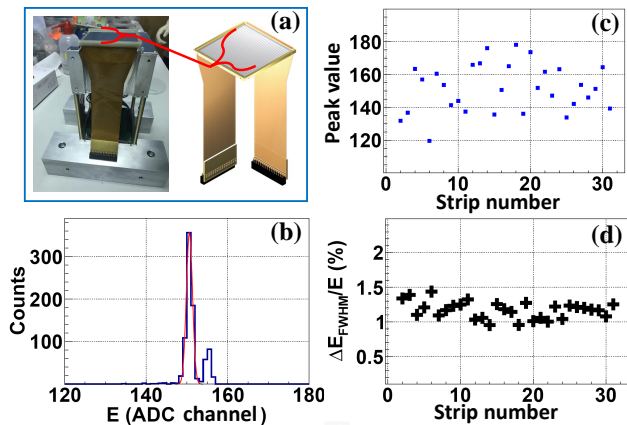 (a)
(c)
Peak value
180
160
140
120
0
10
20
30
Strip number
(b)
Counts
300
200
100
120
140
160
180
E (ADC channel)
(d)
ΔE_FWHM/E (%)
2
1.5
1
0.5
0
10
20
30
Strip number